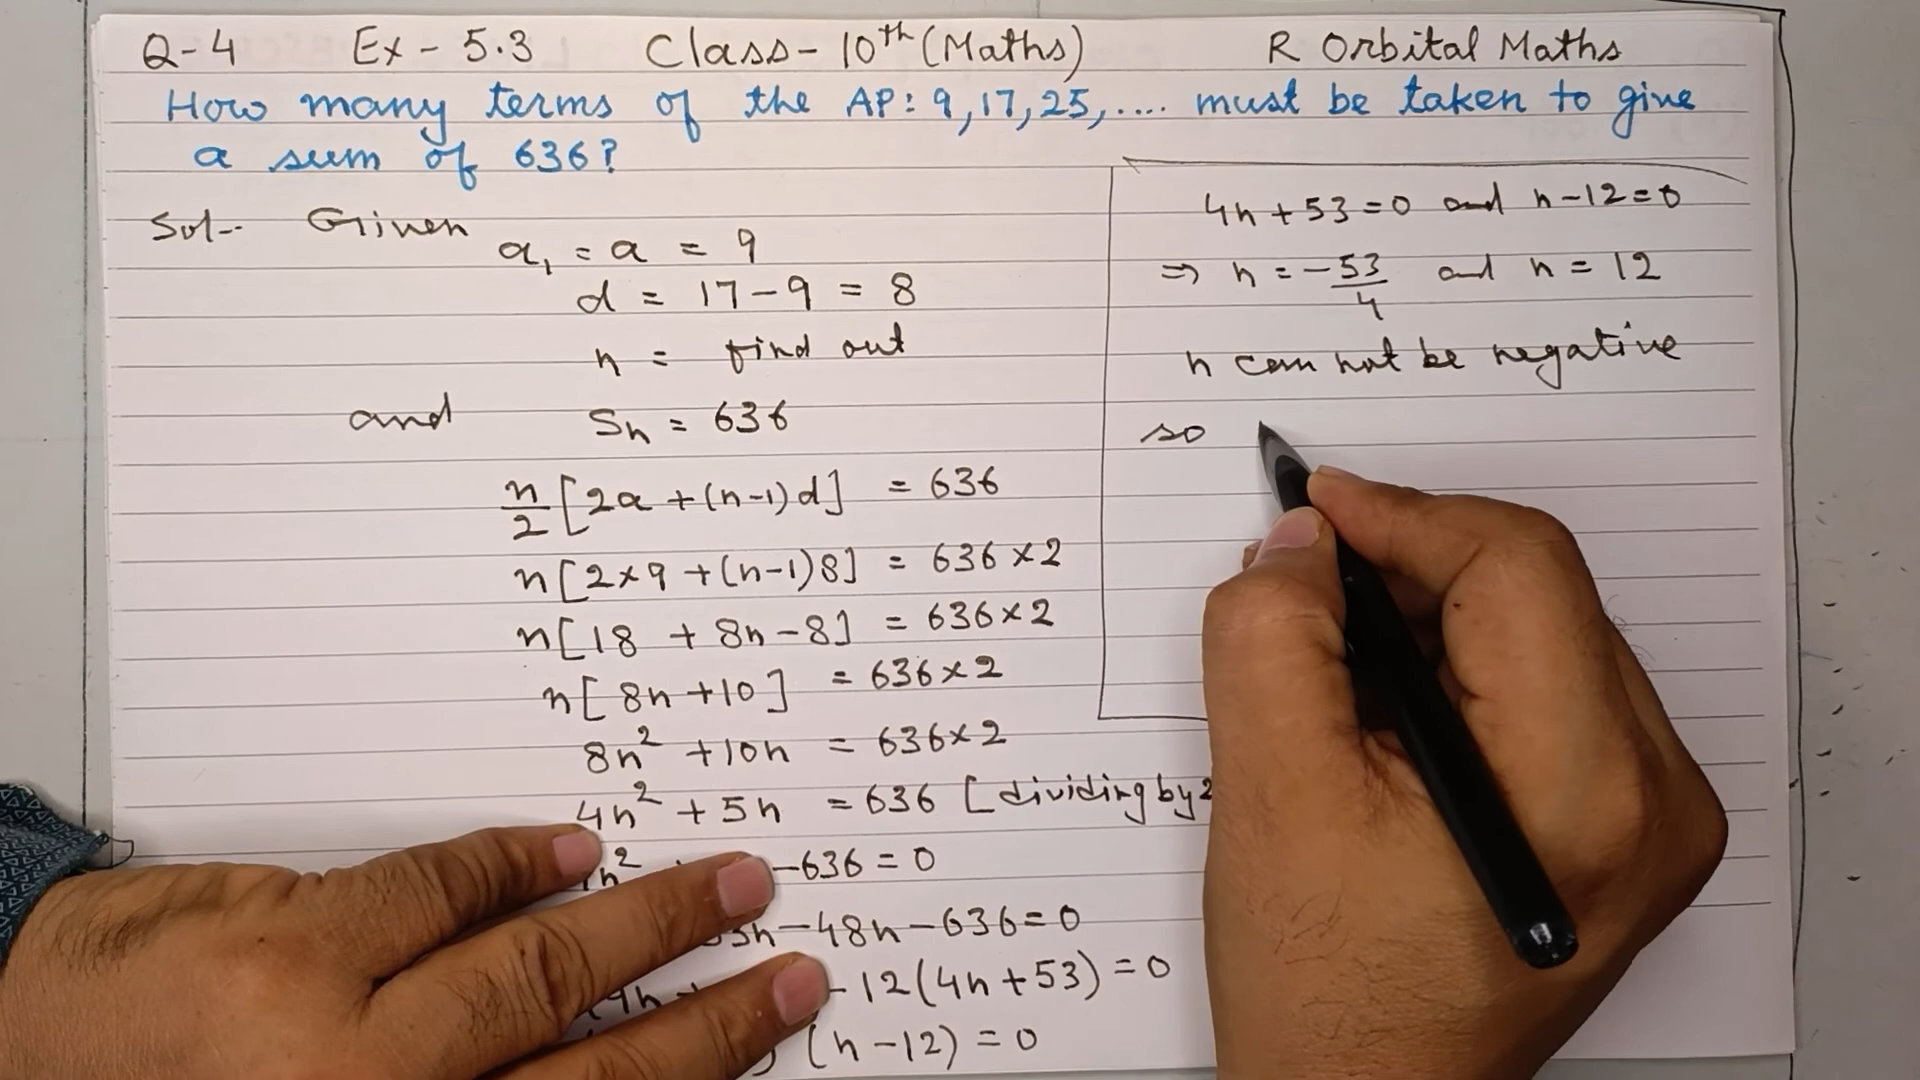 Q-4 Ex-5.3 Class-10th (Maths) R Orbital Maths
How many terms of the AP: 9, 17, 25, .... must be taken to give
a sum of 636?
Sol-. Given
a₁ = a = 9
d = 17-9 = 8
n = find out
and Sn = 636
n/2 [2a + (n-1)d] = 636
n[2×9 + (n-1)8] = 636×2
n[18 + 8n-8] = 636×2
n[8n+10] = 636×2
8n² + 10n = 636×2
4n² + 5n = 636 [dividing by 2
n² -636 = 0
3n-48n-636=0
-12(4n+53)=0
(n-12)=0
4n+53=0 and n-12=0
⇒ n = -53/4 and n = 12
n can not be negative
so